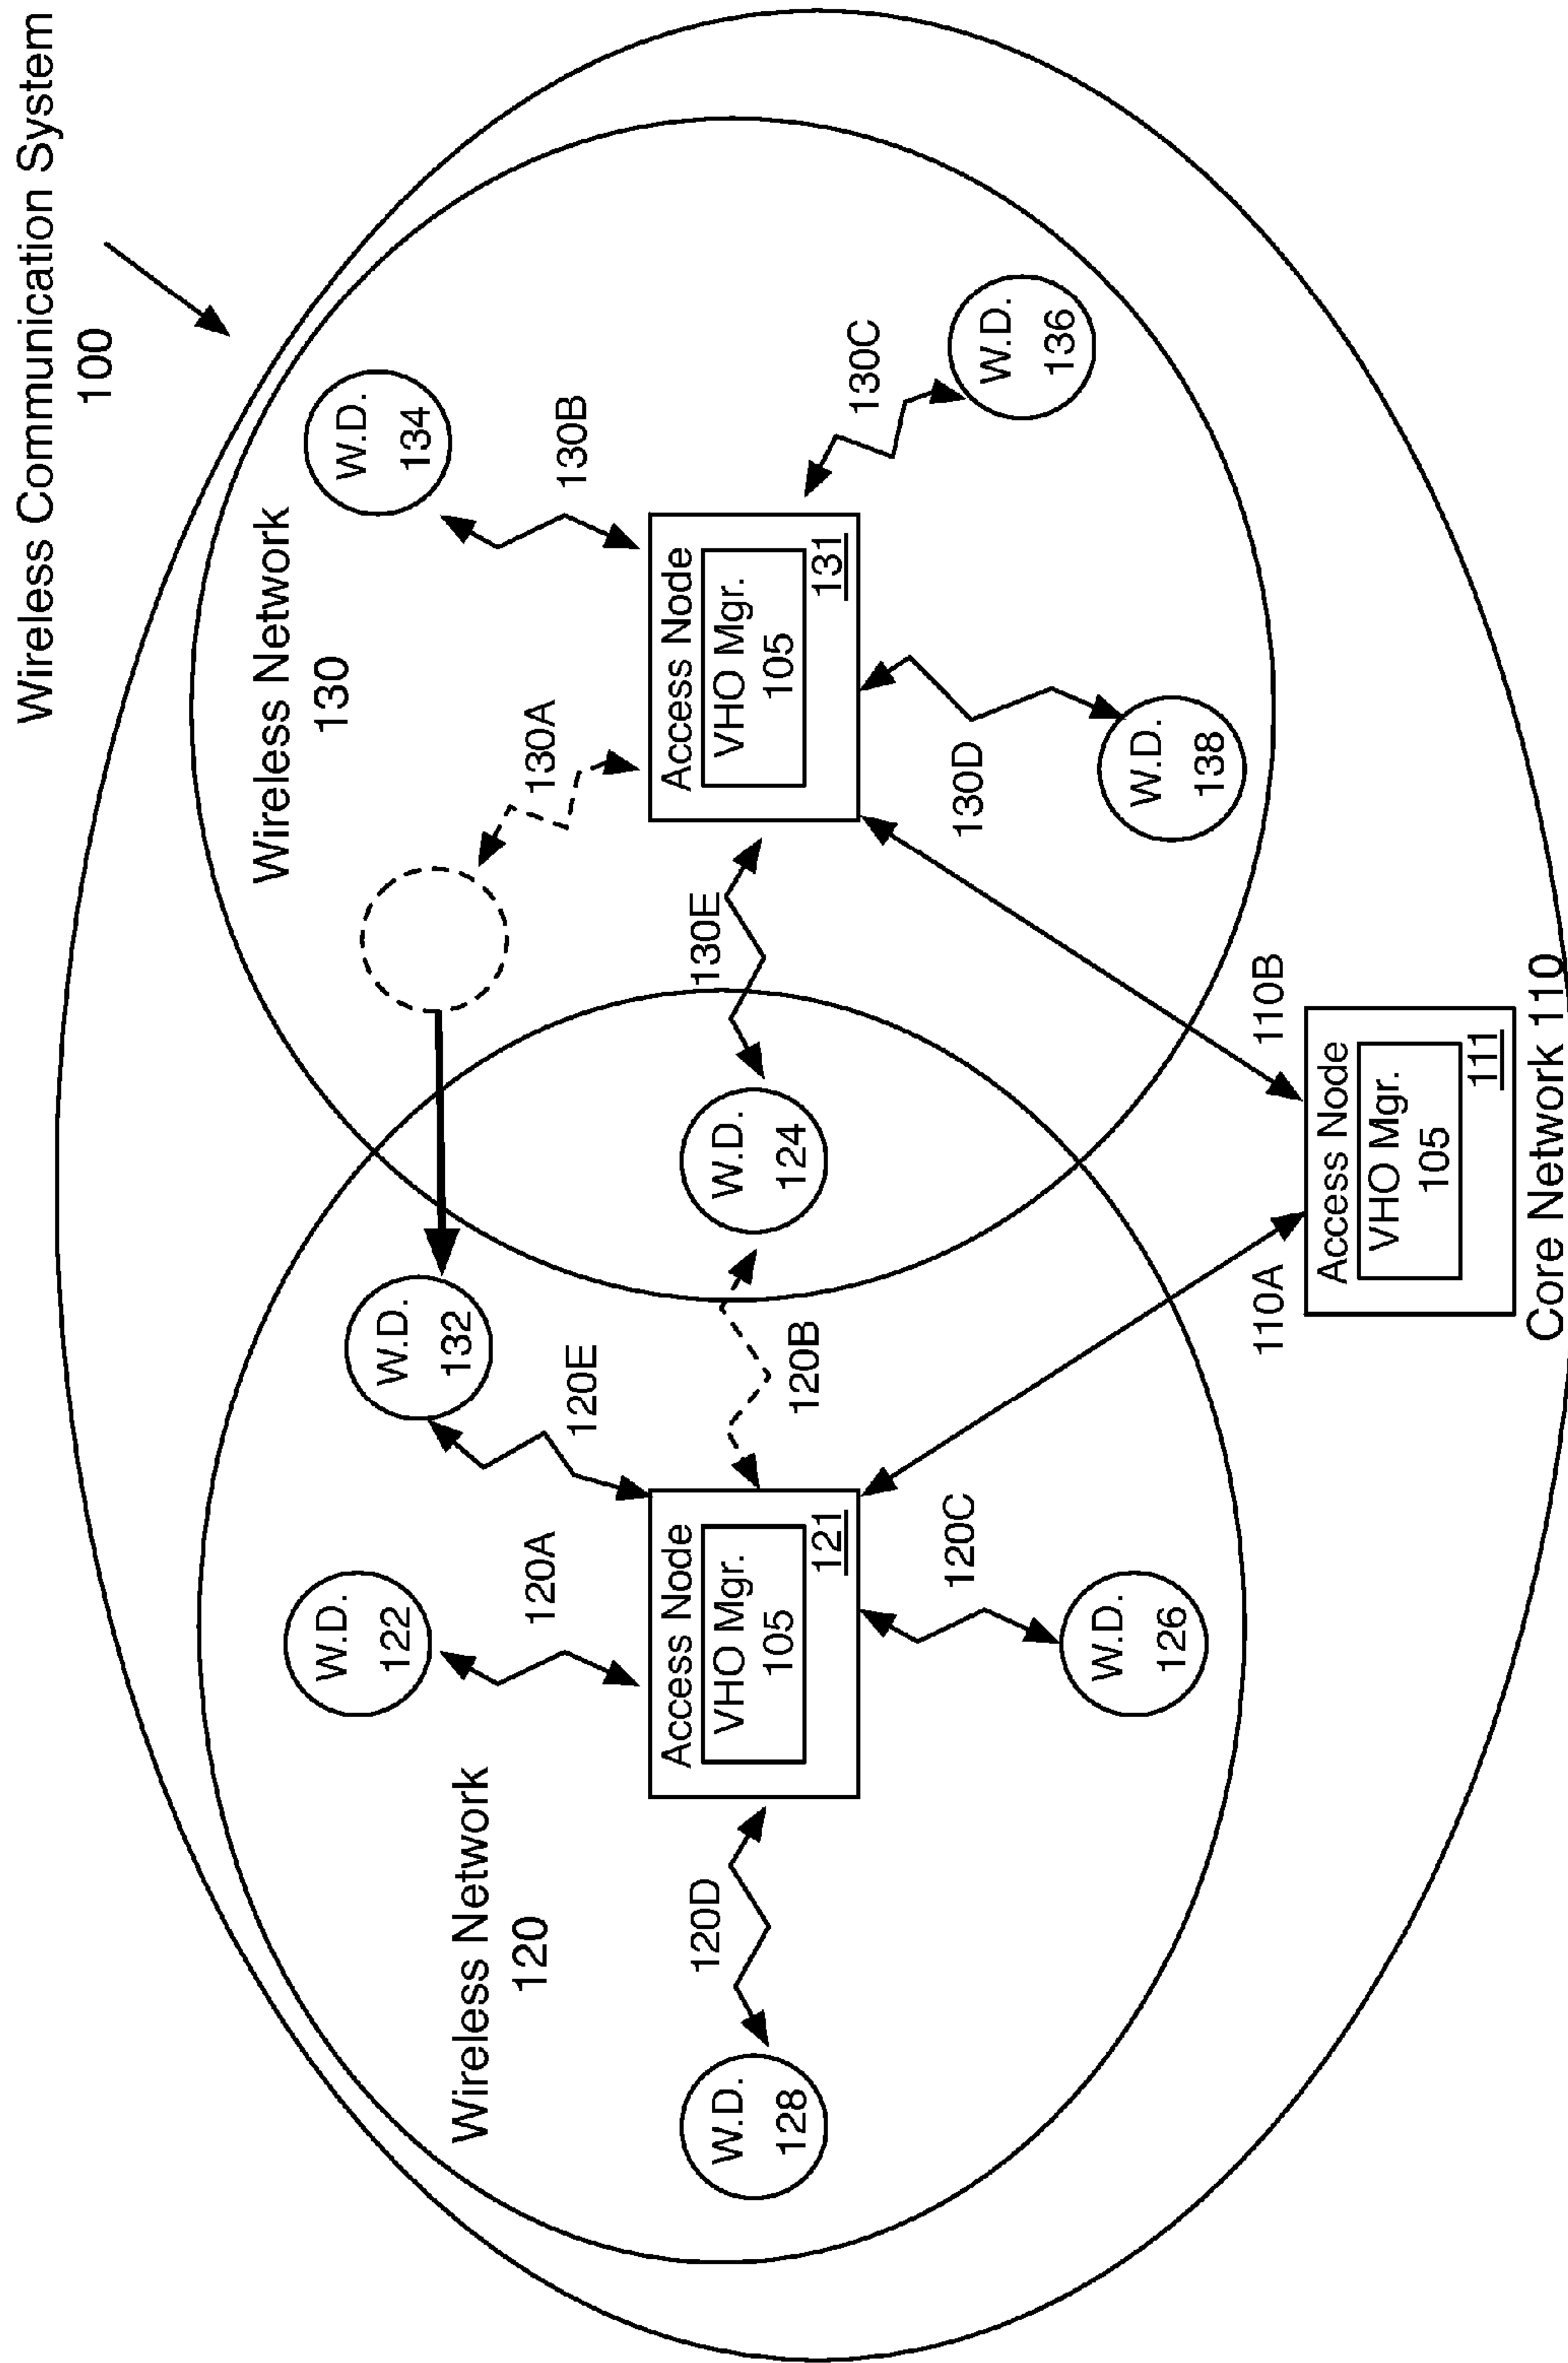 Wireless Communication System
100
Wireless Network
130
W.D.
134
130B
130A
Access Node
VHO Mgr.
105
131
130C
W.D.
136
130D
W.D.
138
130E
W.D.
124
W.D.
132
120E
120B
Wireless Network
120
W.D.
122
120A
Access Node
VHO Mgr.
105
121
120C
W.D.
126
120D
W.D.
128
110A
110B
Access Node
VHO Mgr.
105
111
Core Network 110